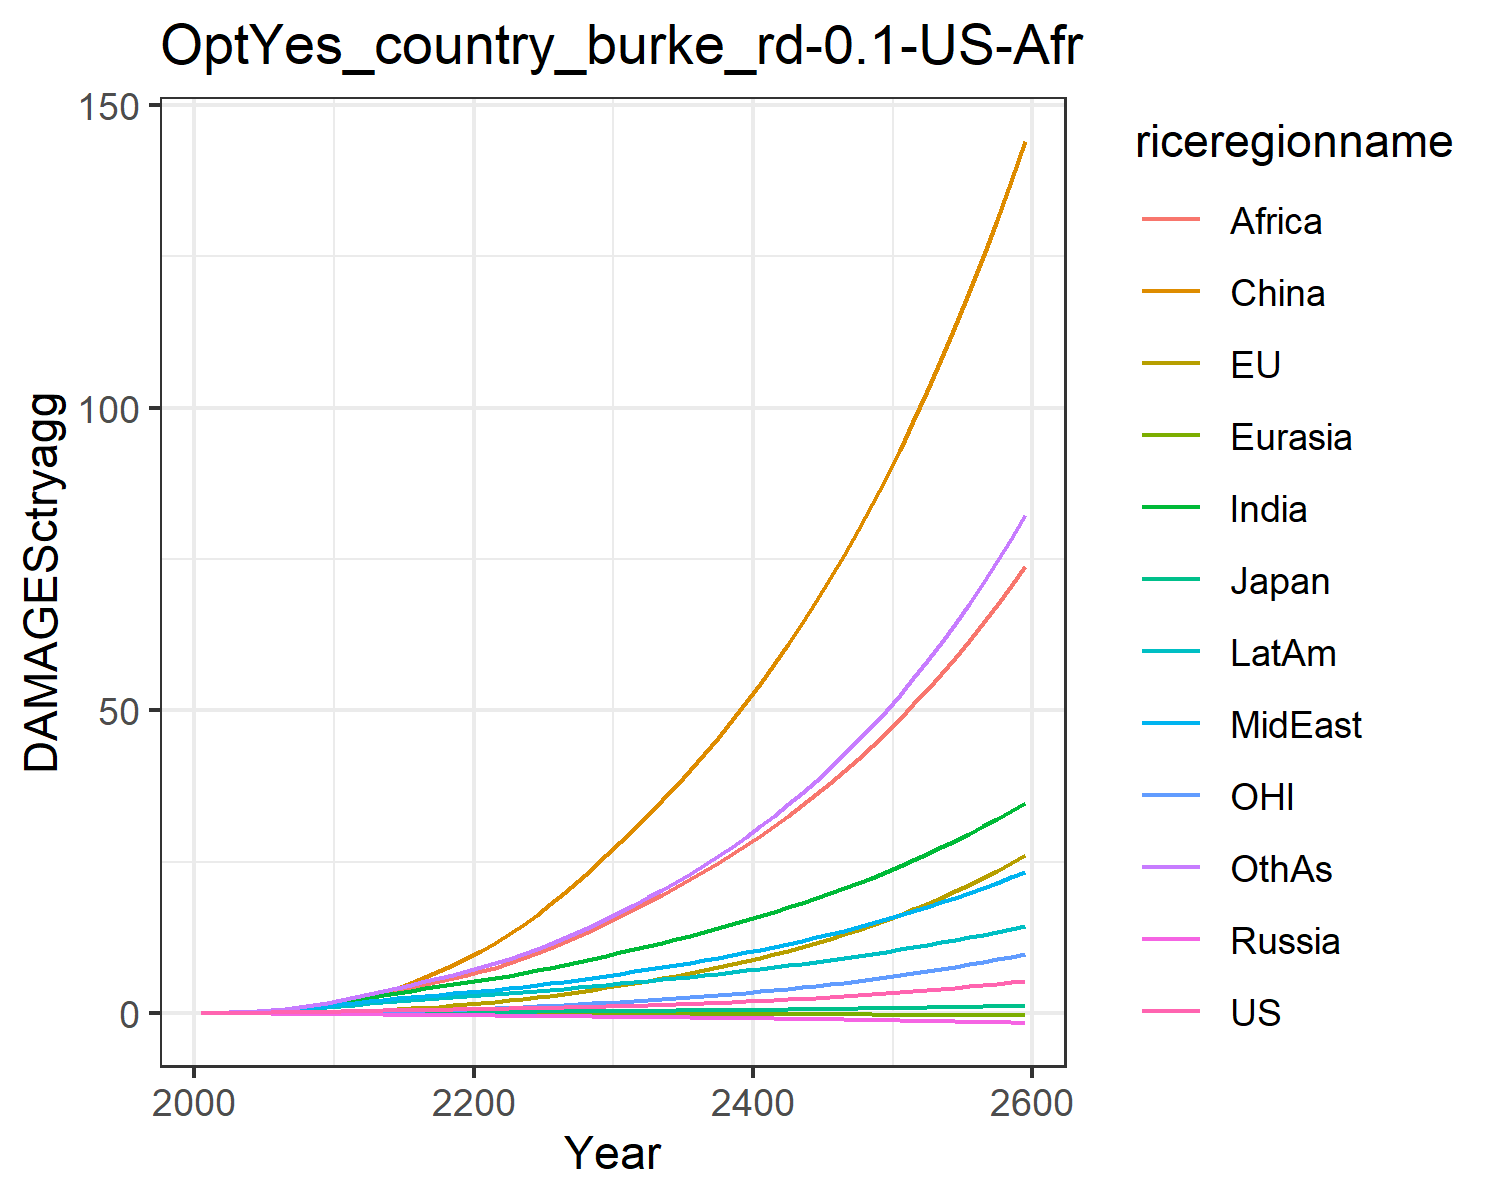 OptYes_country_burke_rd-0.1-US-Afr
DAMAGESctryagg
150
100
50
0
2000
2200
2400
2600
Year
riceregionname
Africa
China
EU
Eurasia
India
Japan
LatAm
MidEast
OHI
OthAs
Russia
US